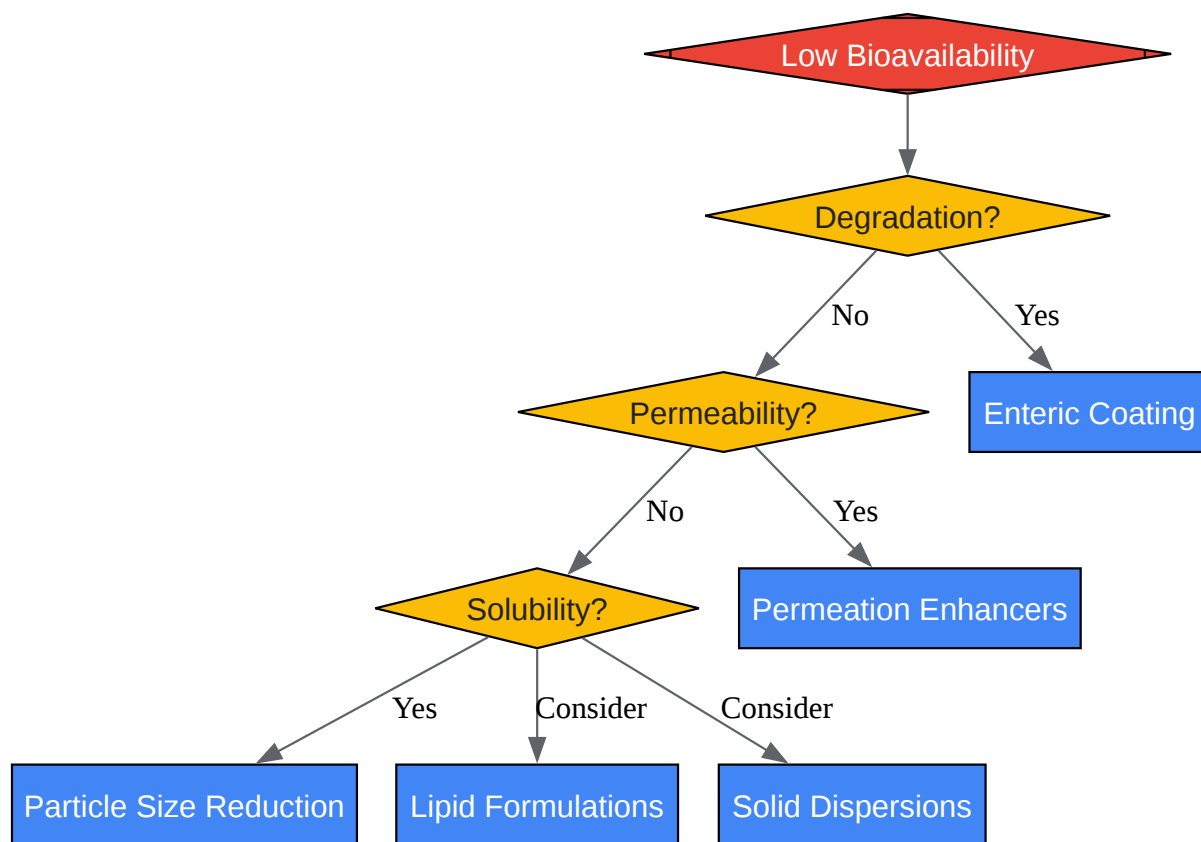 Low Bioavailability
Degradation?
No
Yes
Permeability?
Enteric Coating
No
Yes
Solubility?
Permeation Enhancers
Yes
Consider
Consider
Particle Size Reduction
Lipid Formulations
Solid Dispersions